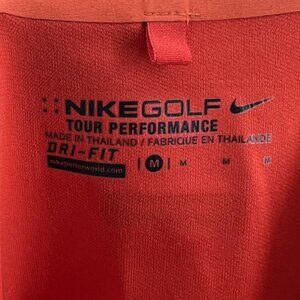 NIKEGOLF
TOUR PERFORMANCE
MADE IN THAILAND / FABRIQUÉ EN THAILANDE
DRI-FIT
nikebetterworld.com M M M M